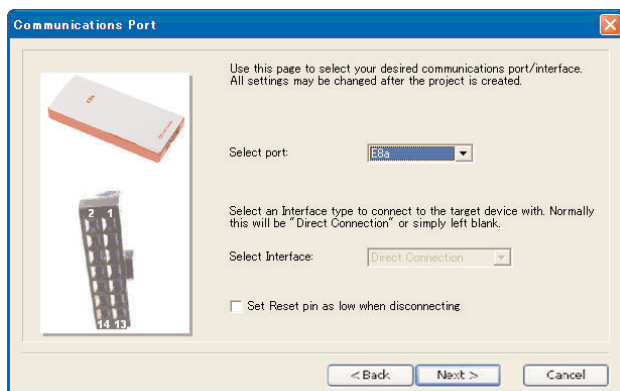 Communications Port
Use this page to select your desired communications port/interface.
All settings may be changed after the project is created.
E8a
Select port:
E8a
2 1
Select an Interface type to connect to the target device with. Normally
this will be "Direct Connection" or simply left blank.
Select Interface:
Direct Connection
Set Reset pin as low when disconnecting
14 13
< Back
Next >
Cancel